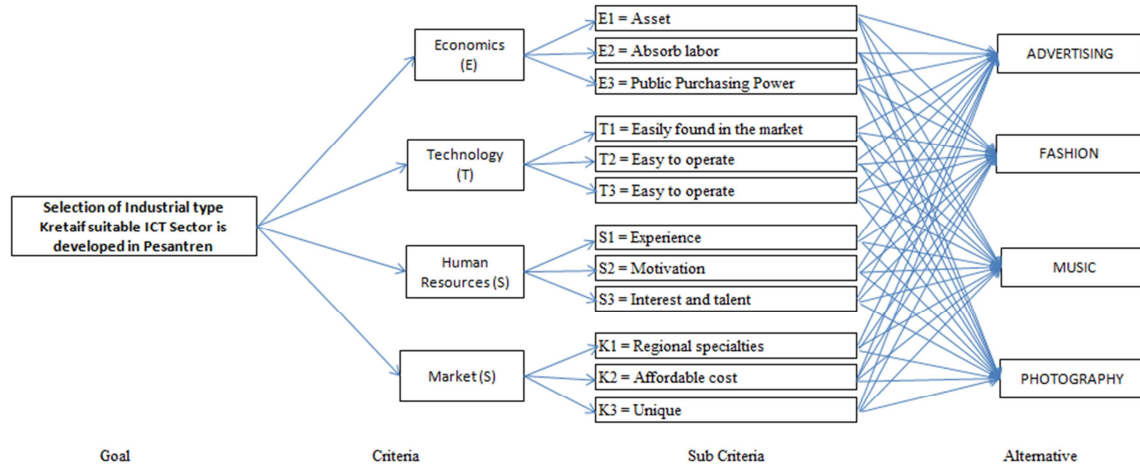 Selection of Industrial type
Kretaif suitable ICT Sector is
developed in Pesantren
Economics
(E)
Technology
(T)
Human
Resources (S)
Market (S)
E1 = Asset
E2 = Absorb labor
E3 = Public Purchasing Power
T1 = Easily found in the market
T2 = Easy to operate
T3 = Easy to operate
S1 = Experience
S2 = Motivation
S3 = Interest and talent
K1 = Regional specialties
K2 = Affordable cost
K3 = Unique
ADVERTISING
FASHION
MUSIC
PHOTOGRAPHY
Goal
Criteria
Sub Criteria
Alternative